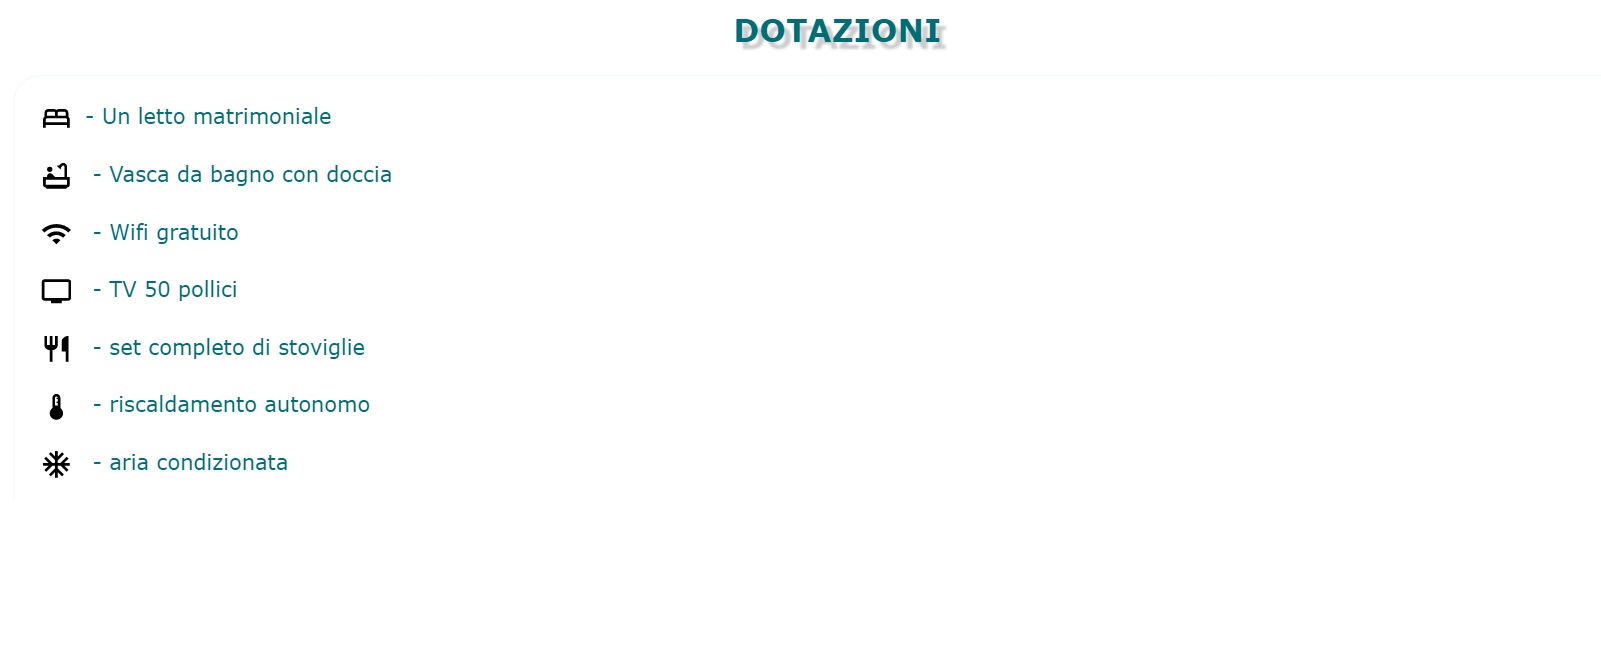 DOTAZIONI
- Un letto matrimoniale
- Vasca da bagno con doccia
- Wifi gratuito
- TV 50 pollici
- set completo di stoviglie
- riscaldamento autonomo
- aria condizionata